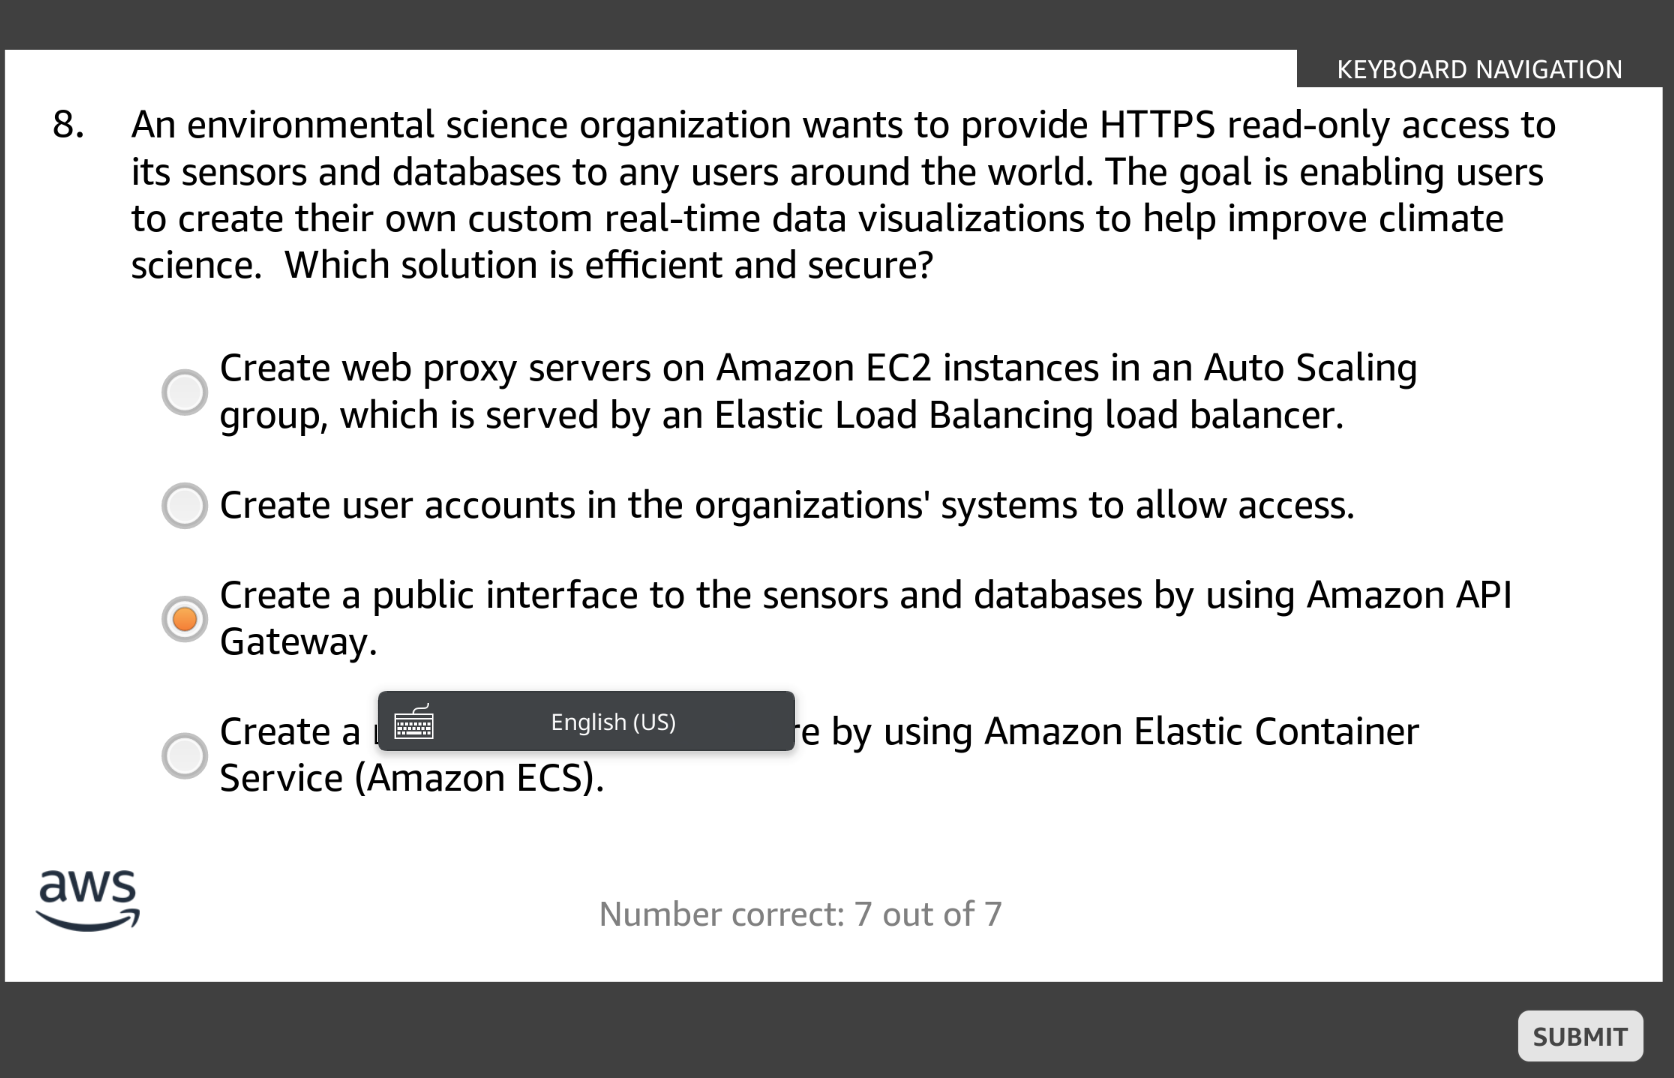 KEYBOARD NAVIGATION
8. An environmental science organization wants to provide HTTPS read-only access to
its sensors and databases to any users around the world. The goal is enabling users
to create their own custom real-time data visualizations to help improve climate
science.  Which solution is efficient and secure?
Create web proxy servers on Amazon EC2 instances in an Auto Scaling
group, which is served by an Elastic Load Balancing load balancer.
Create user accounts in the organizations' systems to allow access.
Create a public interface to the sensors and databases by using Amazon API
Gateway.
English (US)
Create a by using Amazon Elastic Container
Service (Amazon ECS).
aws
Number correct: 7 out of 7
SUBMIT